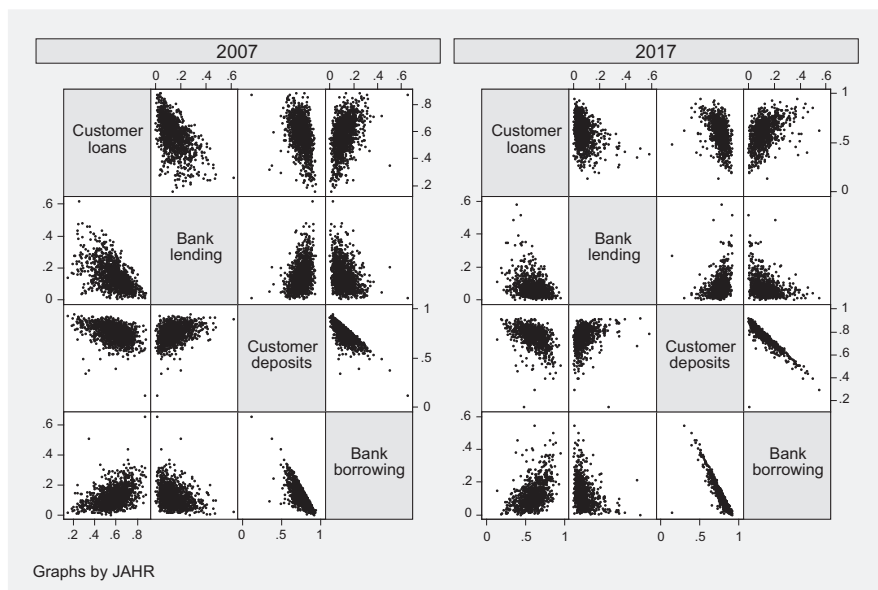 2007 2017
0 .2 .4 .6 0 .2 .4 .6 0 .2 .4 .6 0 .2 .4 .6
Customer loans Customer loans
.8 .6 .4 .2 1 .5 0
.6 .4 .2 0 .6 .4 .2 0
Bank lending Bank lending
Customer deposits Customer deposits
1 .5 0 1 .8 .6 .4 .2
.6 .4 .2 0 .6 .4 .2 0
Bank borrowing Bank borrowing
.2 .4 .6 .8 0 .5 1 0 .5 1 0 .5 1
Graphs by JAHR